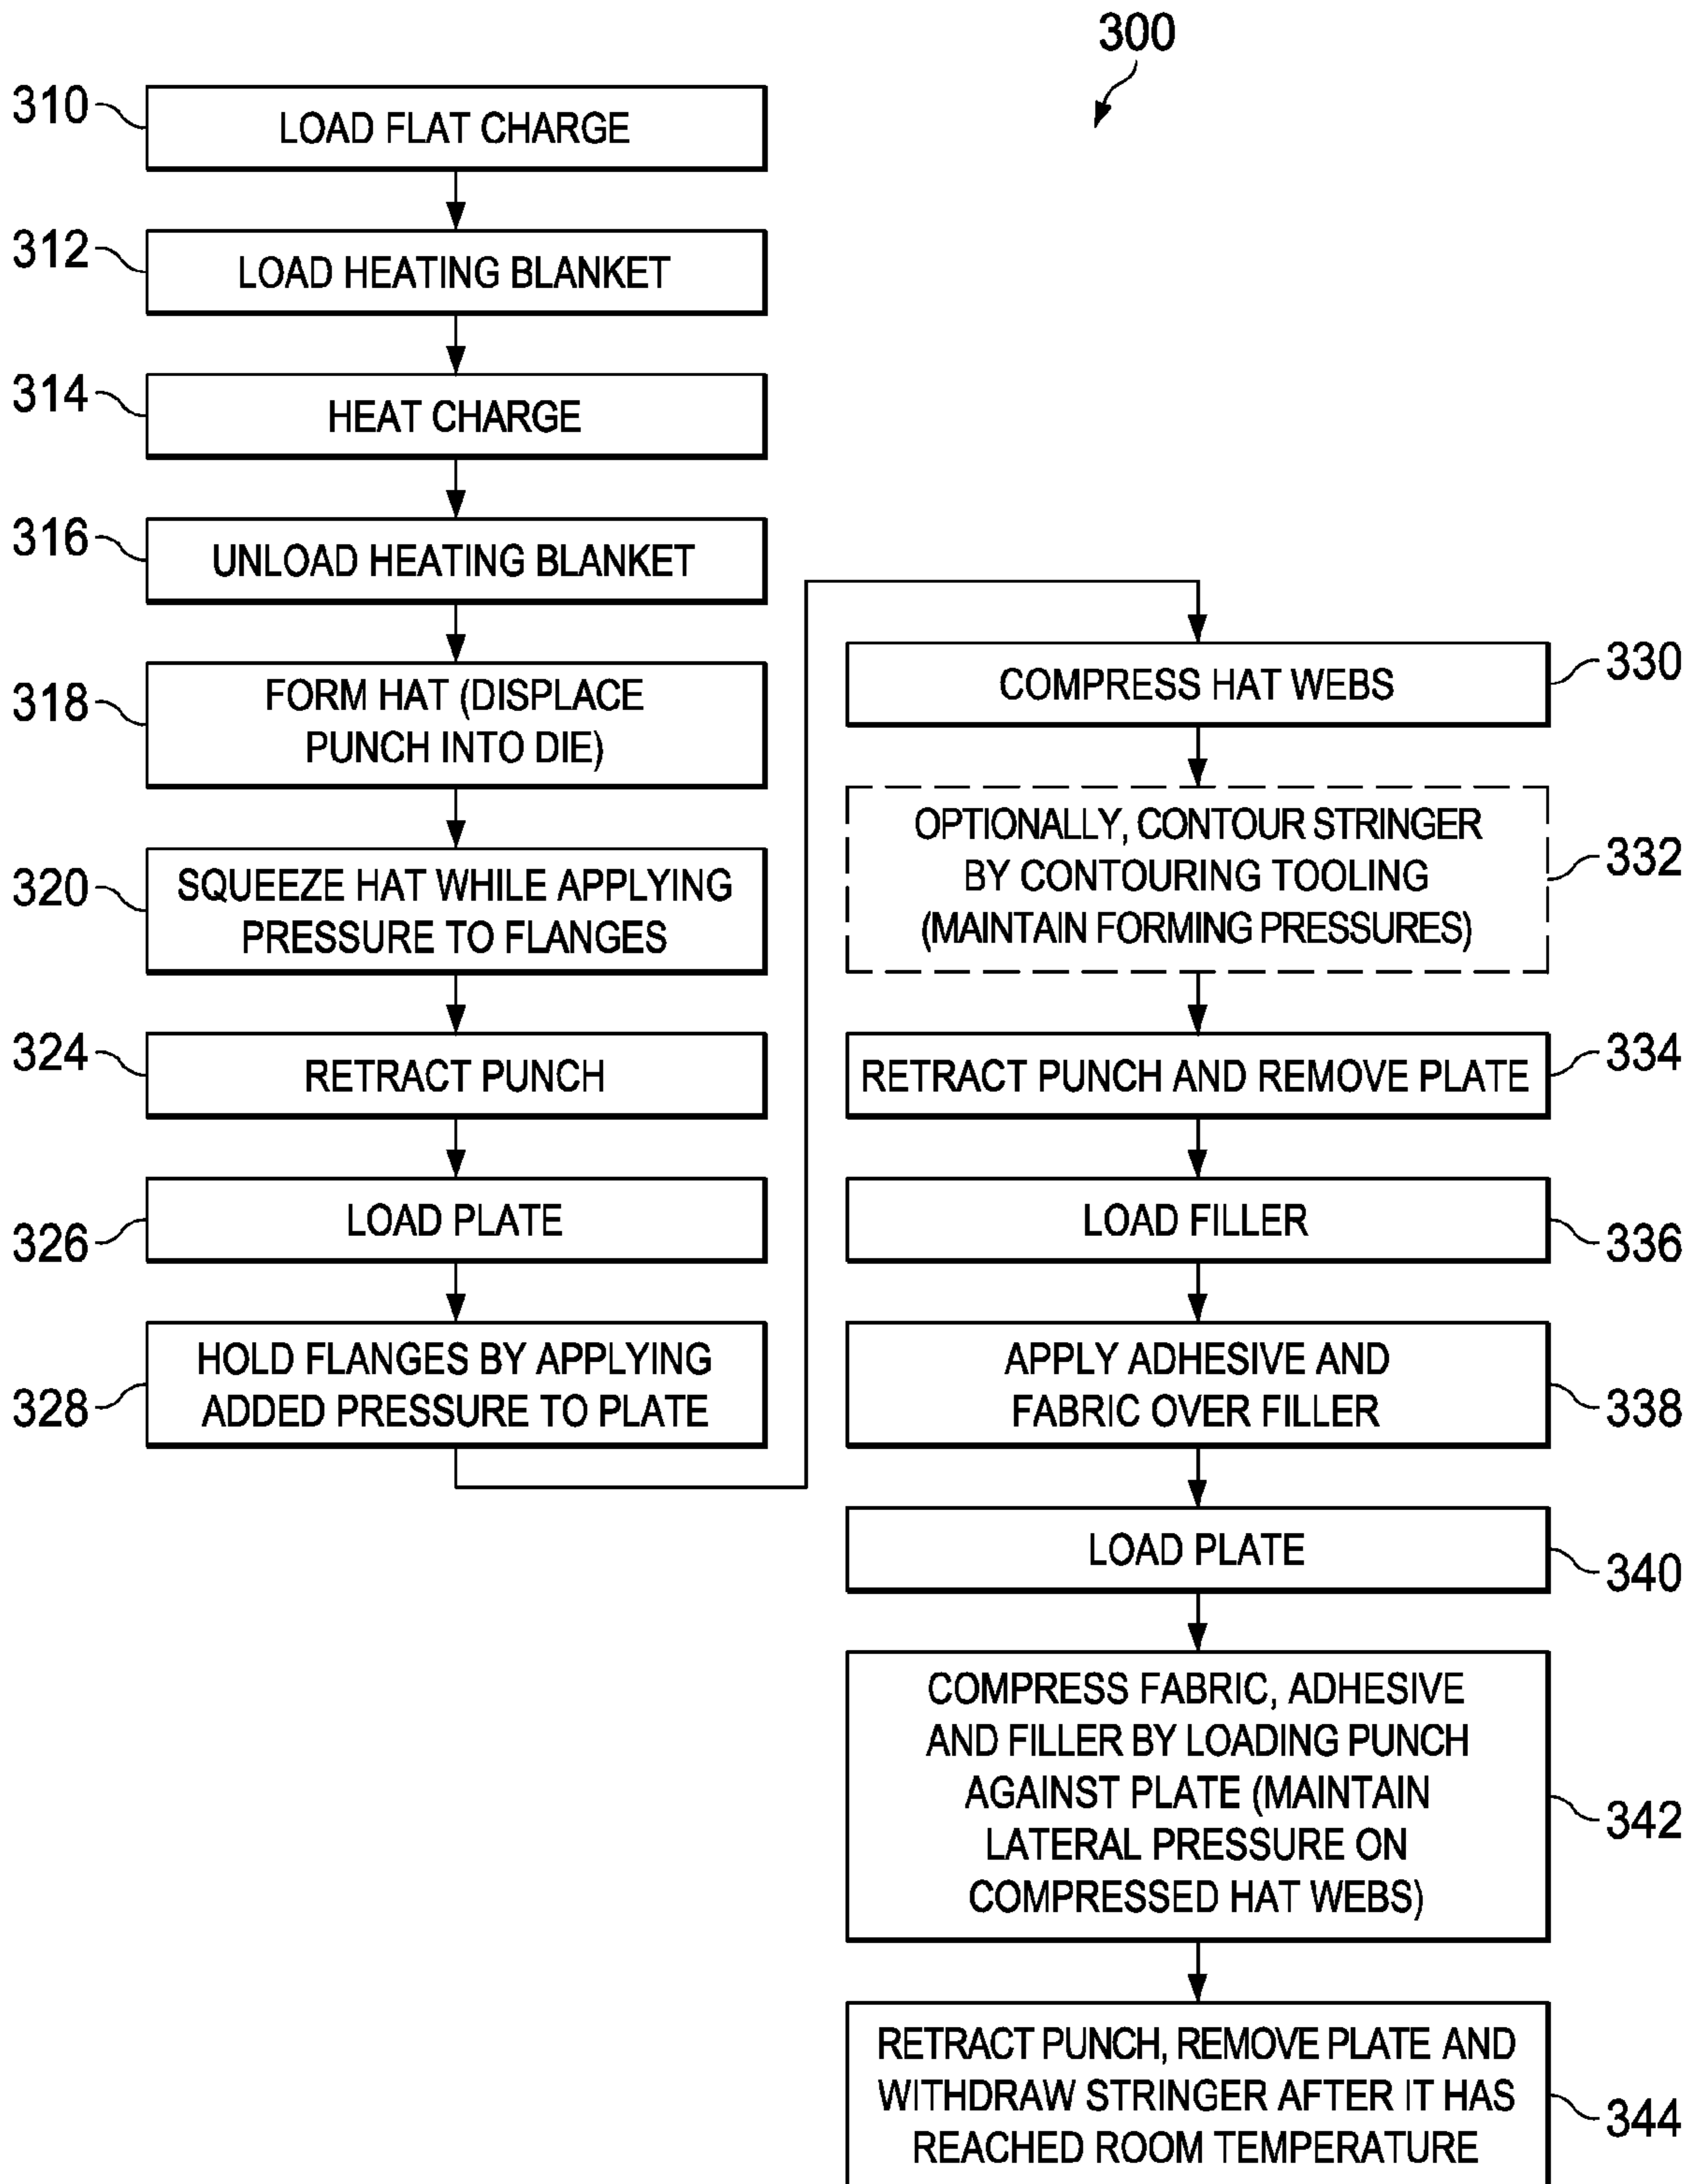 300
310
LOAD FLAT CHARGE
312
LOAD HEATING BLANKET
314
HEAT CHARGE
316
UNLOAD HEATING BLANKET
318
FORM HAT (DISPLACE
PUNCH INTO DIE)
320
SQUEEZE HAT WHILE APPLYING
PRESSURE TO FLANGES
324
RETRACT PUNCH
326
LOAD PLATE
328
HOLD FLANGES BY APPLYING
ADDED PRESSURE TO PLATE
330
COMPRESS HAT WEBS
332
OPTIONALLY, CONTOUR STRINGER
BY CONTOURING TOOLING
(MAINTAIN FORMING PRESSURES)
334
RETRACT PUNCH AND REMOVE PLATE
336
LOAD FILLER
338
APPLY ADHESIVE AND
FABRIC OVER FILLER
340
LOAD PLATE
342
COMPRESS FABRIC, ADHESIVE
AND FILLER BY LOADING PUNCH
AGAINST PLATE (MAINTAIN
LATERAL PRESSURE ON
COMPRESSED HAT WEBS)
344
RETRACT PUNCH, REMOVE PLATE AND
WITHDRAW STRINGER AFTER IT HAS
REACHED ROOM TEMPERATURE